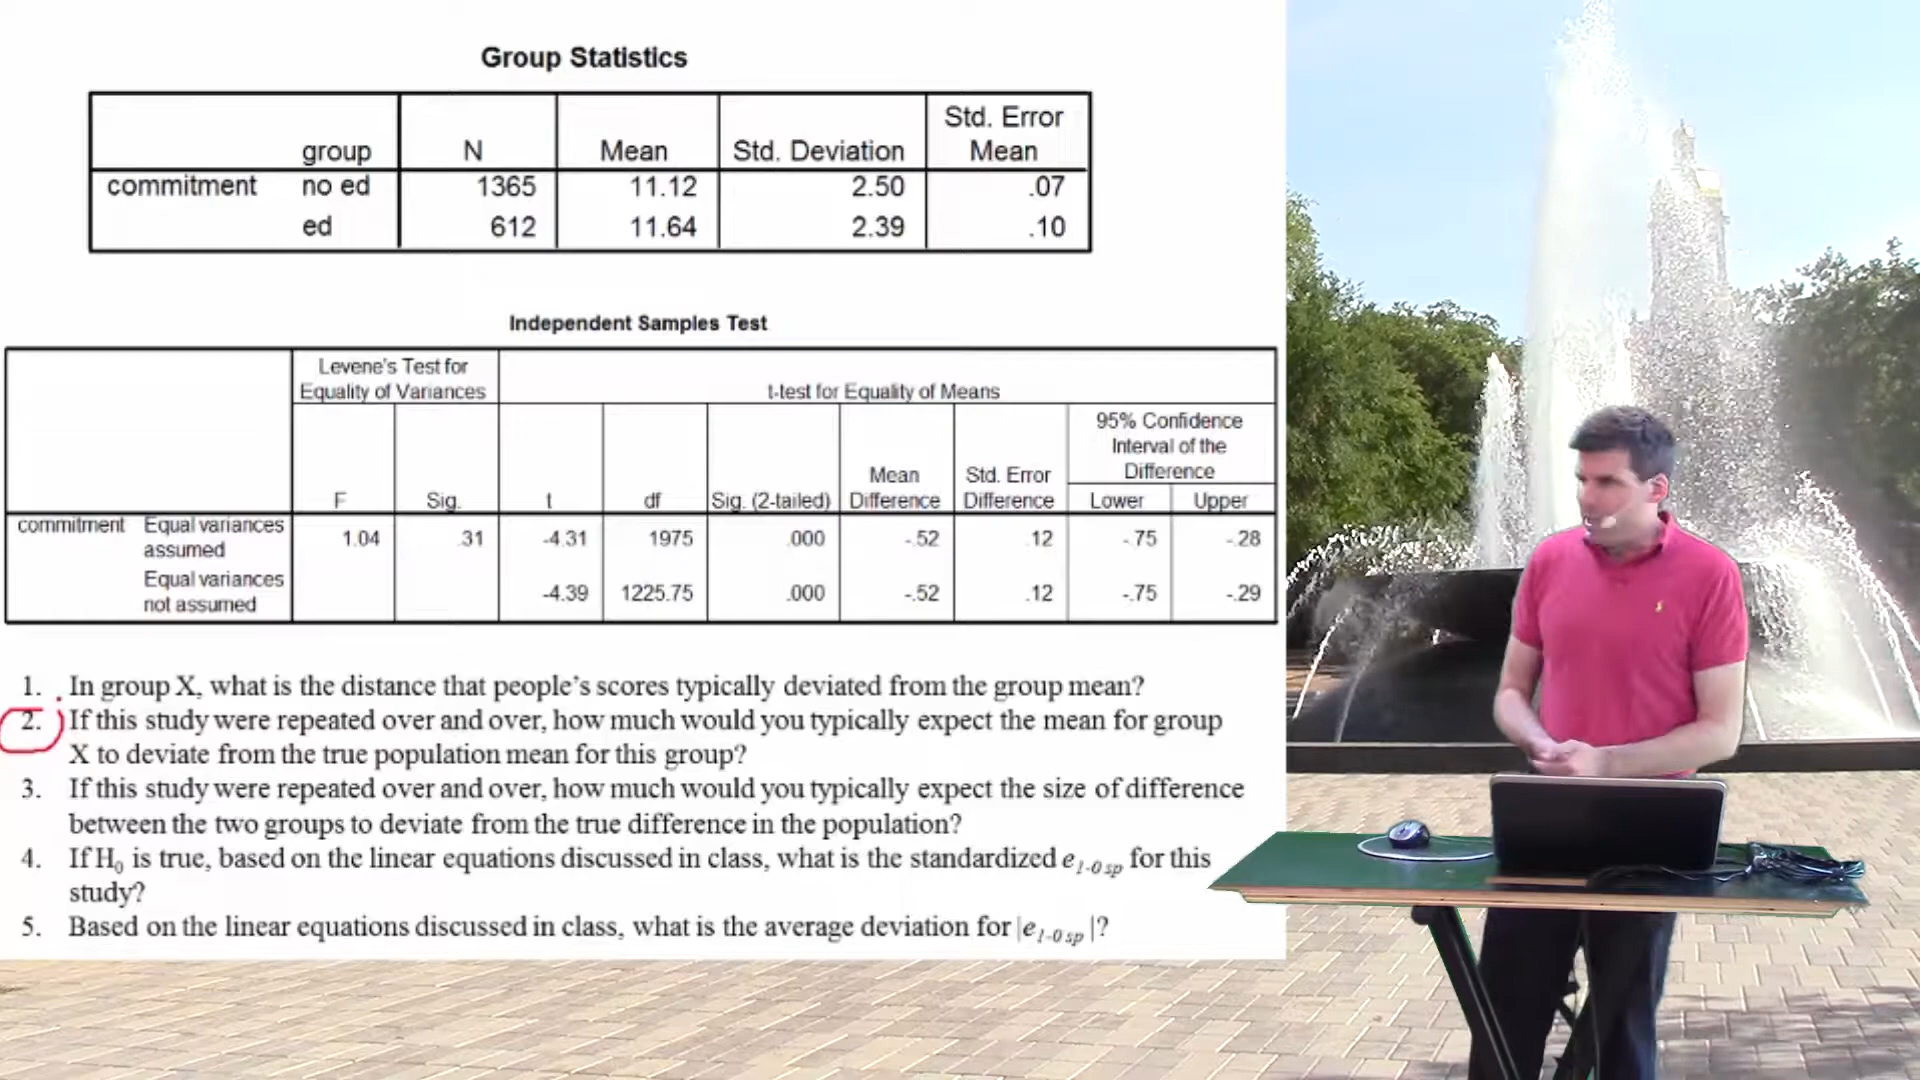 Group Statistics
Std. Error
group N Mean Std. Deviation Mean
commitment no ed 1365 11.12 2.50 .07
ed 612 11.64 2.39 .10
Independent Samples Test
Levene's Test for
Equality of Variances t-test for Equality of Means
95% Confidence
Interval of the
Mean Std. Error Difference
F Sig. t df Sig. (2-tailed) Difference Difference Lower Upper
commitment Equal variances assumed 1.04 .31 -4.31 1975 .000 -.52 .12 -.75 -.28
Equal variances not assumed -4.39 1225.75 .000 -.52 .12 -.75 -.29
1. In group X, what is the distance that people's scores typically deviated from the group mean?
2. If this study were repeated over and over, how much would you typically expect the mean for group
X to deviate from the true population mean for this group?
3. If this study were repeated over and over, how much would you typically expect the size of difference
between the two groups to deviate from the true difference in the population?
4. If H0 is true, based on the linear equations discussed in class, what is the standardized e1-0 sp for this
study?
5. Based on the linear equations discussed in class, what is the average deviation for |e1-0 sp|?